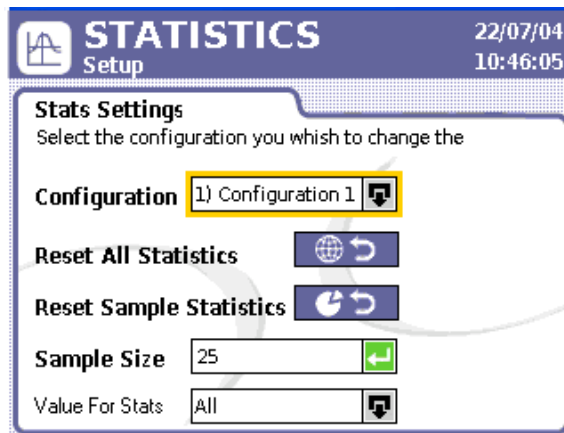 STATISTICS 22/07/04
Setup 10:46:05
Stats Settings
Select the configuration you whish to change the
Configuration 1) Configuration 1
Reset All Statistics
Reset Sample Statistics
Sample Size 25
Value For Stats All